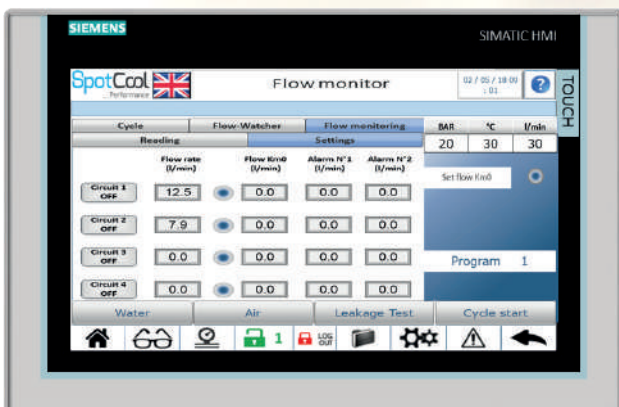 SIEMENS
SIMATIC HMI
TOUCH
SpotCool
Performance
Flow monitor
02 / 05 / 18 00
: 01
?
Cycle Flow-Watcher Flow monitoring
BAR °C l/min
Reading Settings
20 30 30
Flow rate Flow Km0 Alarm N°1 Alarm N°2
(l/min) (l/min) (l/min) (l/min)
Set flow Km0
Circuit 1
OFF
12.5 0.0 0.0 0.0
Circuit 2
OFF
7.9 0.0 0.0 0.0
Circuit 3
OFF
0.0 0.0 0.0 0.0
Program 1
Circuit 4
OFF
0.0 0.0 0.0 0.0
Water Air Leakage Test Cycle start
1
LOG
OUT